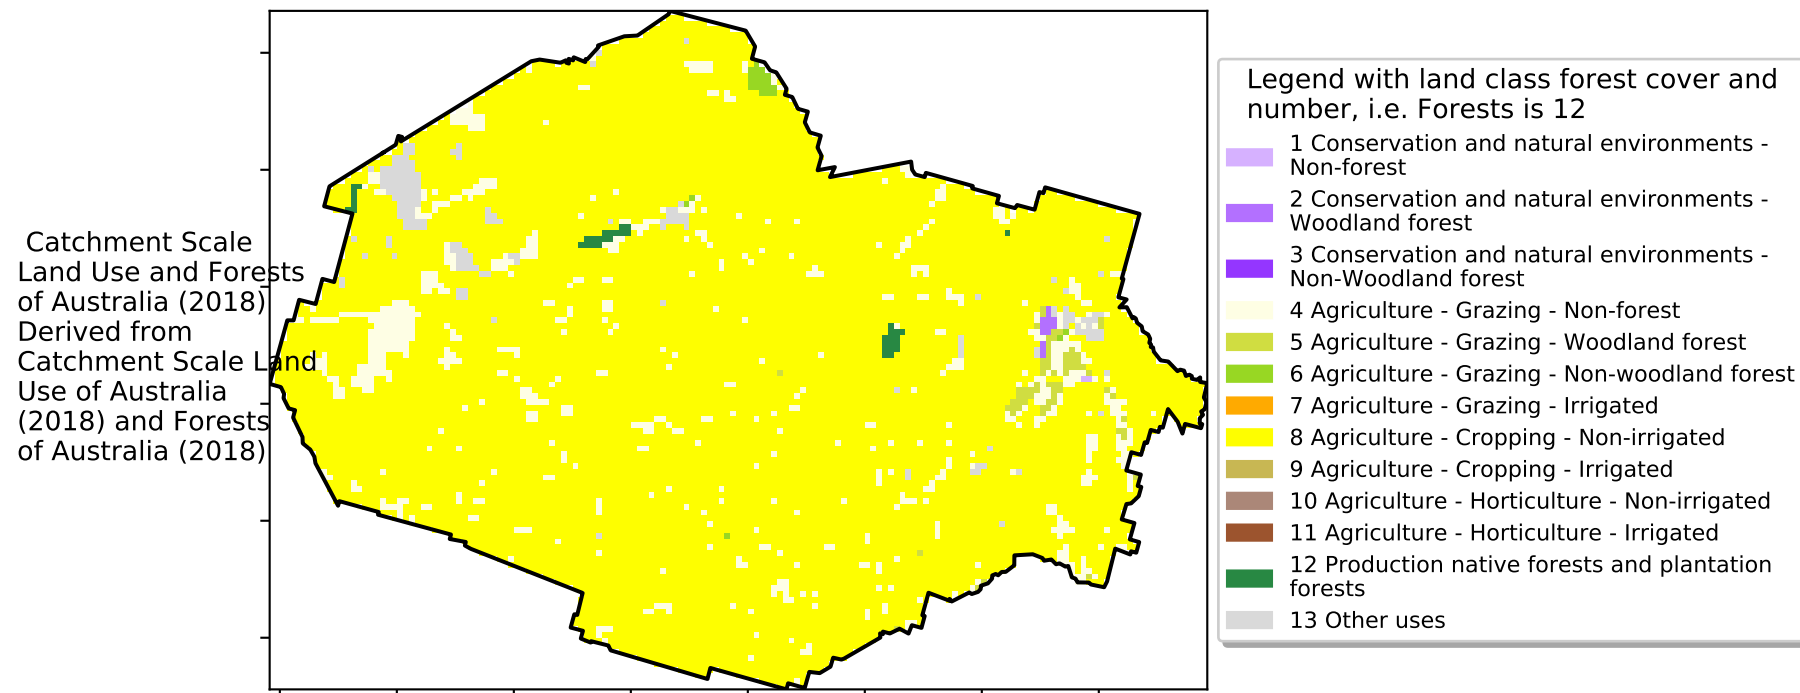 Catchment Scale
Land Use and Forests
of Australia (2018)
Derived from
Catchment Scale Land
Use of Australia
(2018) and Forests
of Australia (2018)
Legend with land class forest cover and
number, i.e. Forests is 12
1 Conservation and natural environments -
Non-forest
2 Conservation and natural environments -
Woodland forest
3 Conservation and natural environments -
Non-Woodland forest
4 Agriculture - Grazing - Non-forest
5 Agriculture - Grazing - Woodland forest
6 Agriculture - Grazing - Non-woodland forest
7 Agriculture - Grazing - Irrigated
8 Agriculture - Cropping - Non-irrigated
9 Agriculture - Cropping - Irrigated
10 Agriculture - Horticulture - Non-irrigated
11 Agriculture - Horticulture - Irrigated
12 Production native forests and plantation
forests
13 Other uses